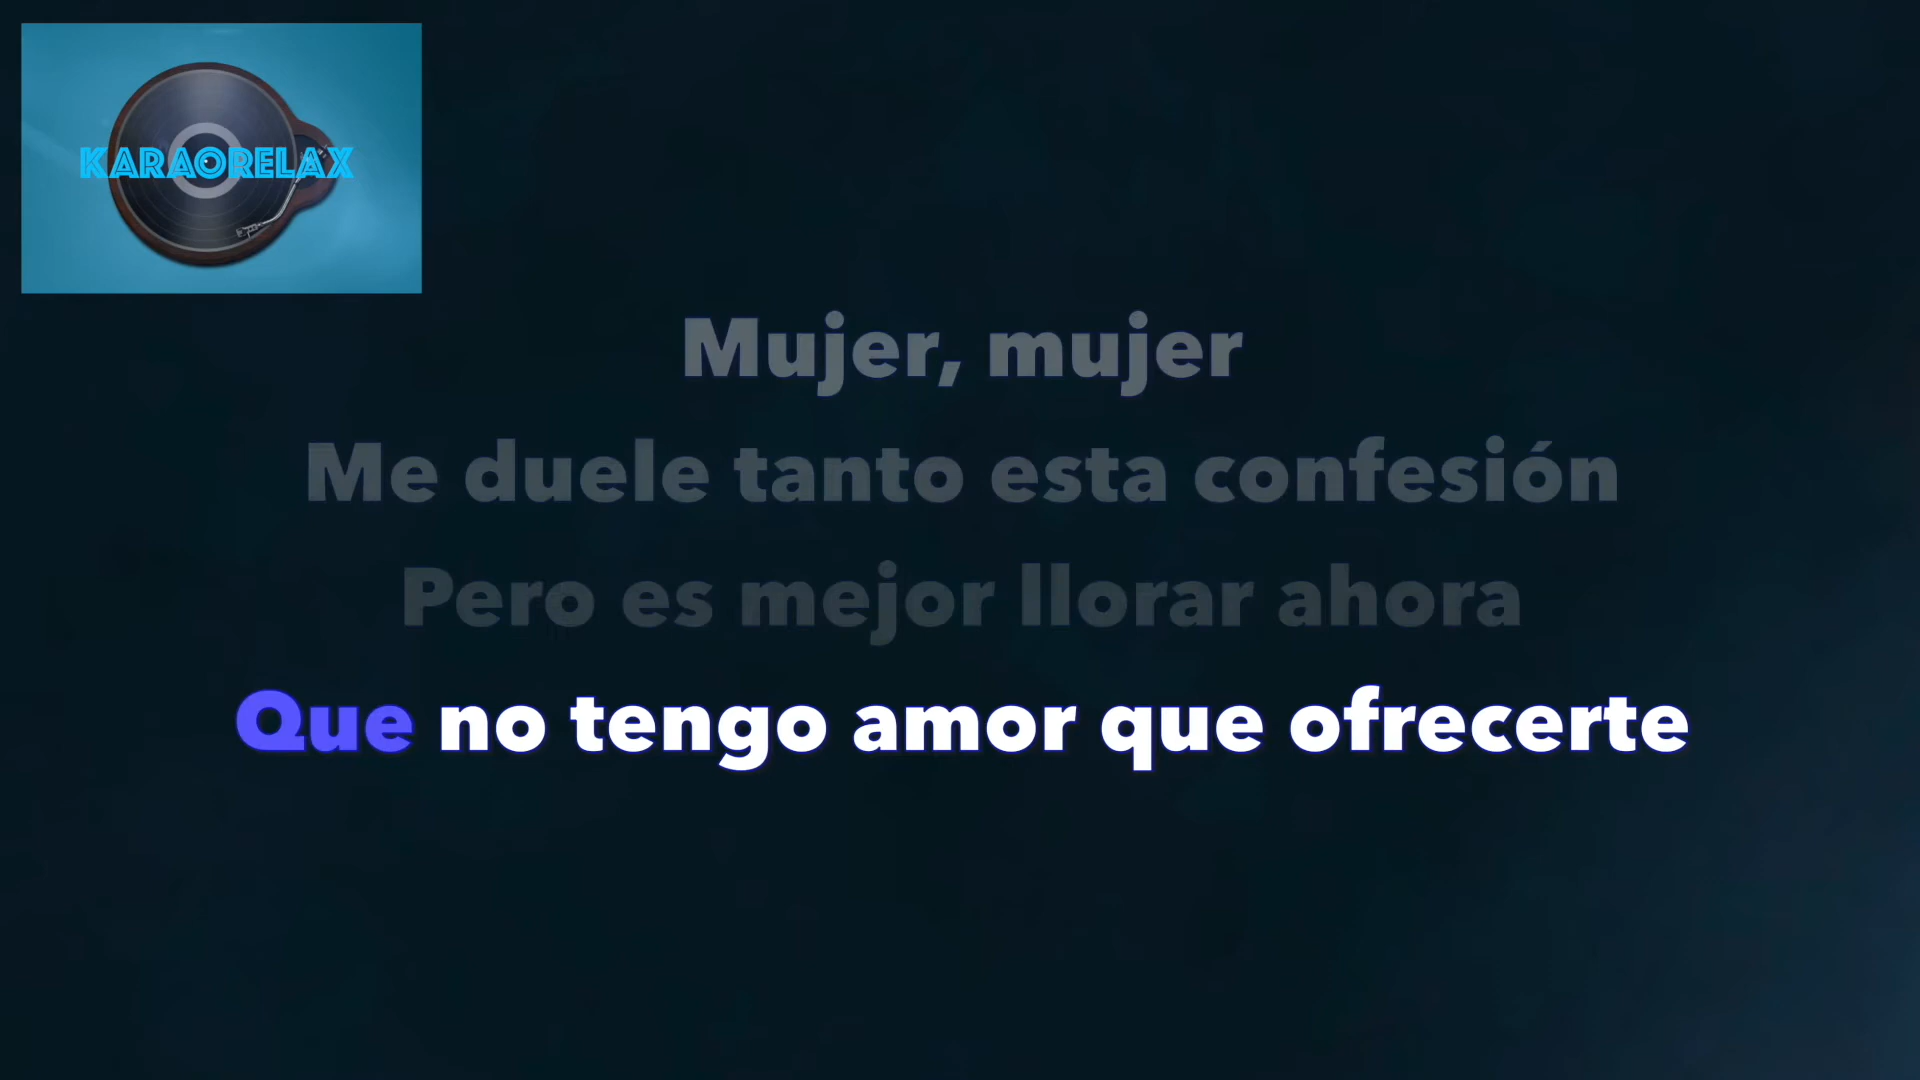 KARAORELAX
Mujer, mujer
Me duele tanto esta confesión
Pero es mejor llorar ahora
Que no tengo amor que ofrecerte